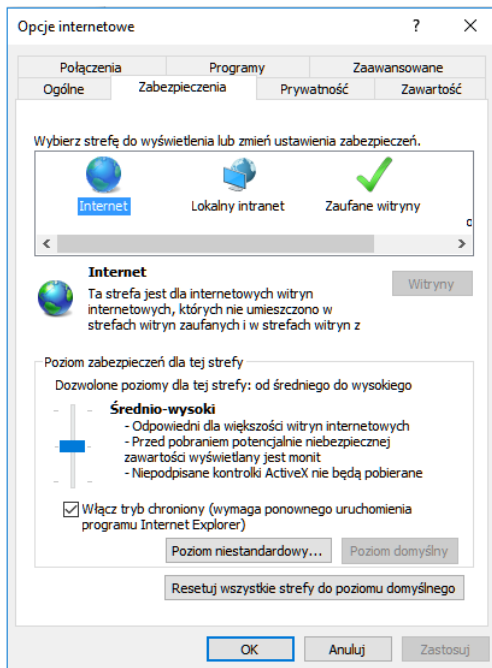 Opcje internetowe
?
Połączenia Programy Zaawansowane
Ogólne Zabezpieczenia Prywatność Zawartość
Wybierz strefę do wyświetlenia lub zmień ustawienia zabezpieczeń.
Internet Lokalny intranet Zaufane witryny
Internet
Witryny
Ta strefa jest dla internetowych witryn
internetowych, których nie umieszczono w
strefach witryn zaufanych i w strefach witryn z
Poziom zabezpieczeń dla tej strefy
Dozwolone poziomy dla tej strefy: od średniego do wysokiego
Średnio-wysoki
- Odpowiedni dla większości witryn internetowych
- Przed pobraniem potencjalnie niebezpiecznej
zawartości wyświetlany jest monit
- Niepodpisane kontrolki ActiveX nie będą pobierane
Włącz tryb chroniony (wymaga ponownego uruchomienia
programu Internet Explorer)
Poziom niestandardowy... Poziom domyślny
Resetuj wszystkie strefy do poziomu domyślnego
OK Anuluj Zastosuj